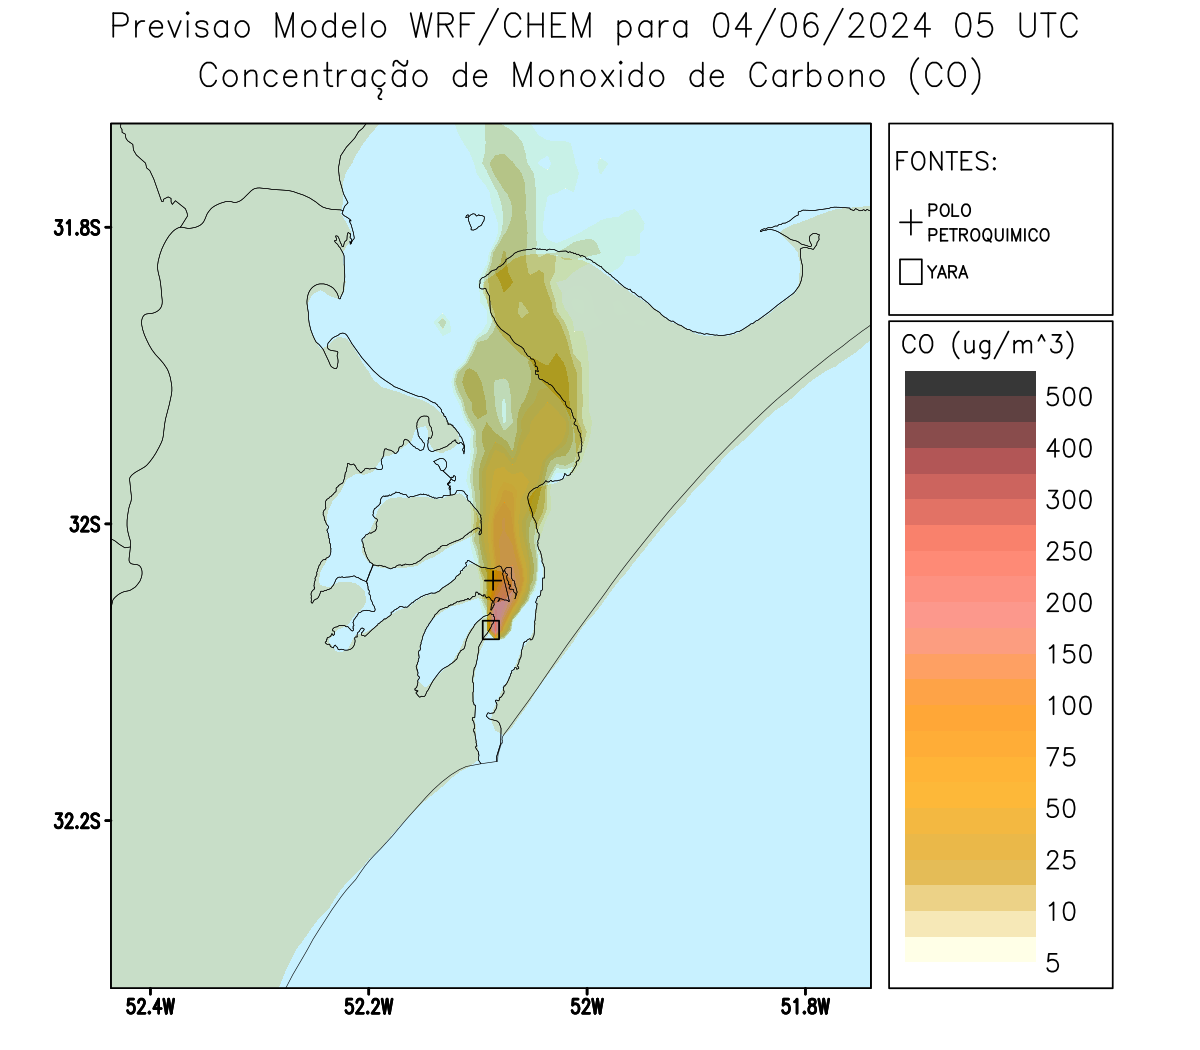 Previsao Modelo WRF/CHEM para 04/06/2024 05 UTC
Concentração de Monoxido de Carbono (CO)
FONTES:
POLO
PETROQUIMICO
YARA
CO (ug/m^3)
500
400
300
250
200
150
100
75
50
25
10
5
31.8S
32S
32.2S
52.4W
52.2W
52W
51.8W